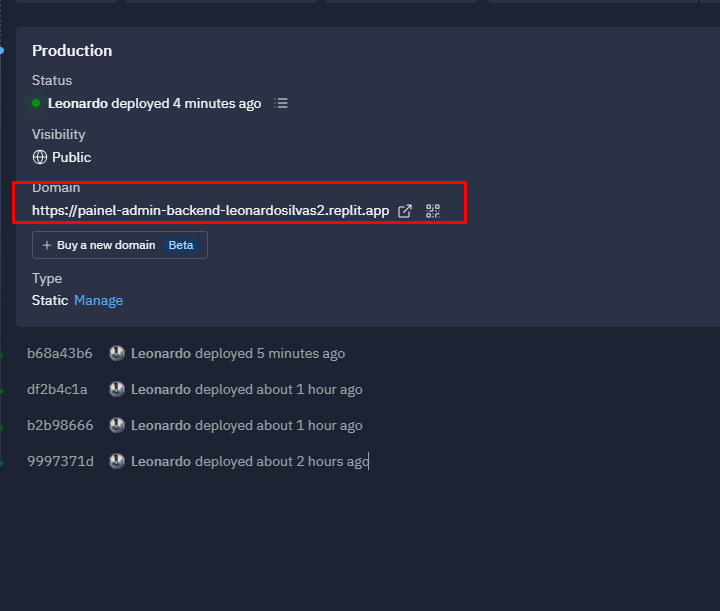 Production
Status
Leonardo deployed 4 minutes ago
Visibility
Public
Domain
https://painel-admin-backend-leonardosilvas2.replit.app
+ Buy a new domain Beta
Type
Static Manage
b68a43b6 Leonardo deployed 5 minutes ago
df2b4c1a Leonardo deployed about 1 hour ago
b2b98666 Leonardo deployed about 1 hour ago
9997371d Leonardo deployed about 2 hours ago